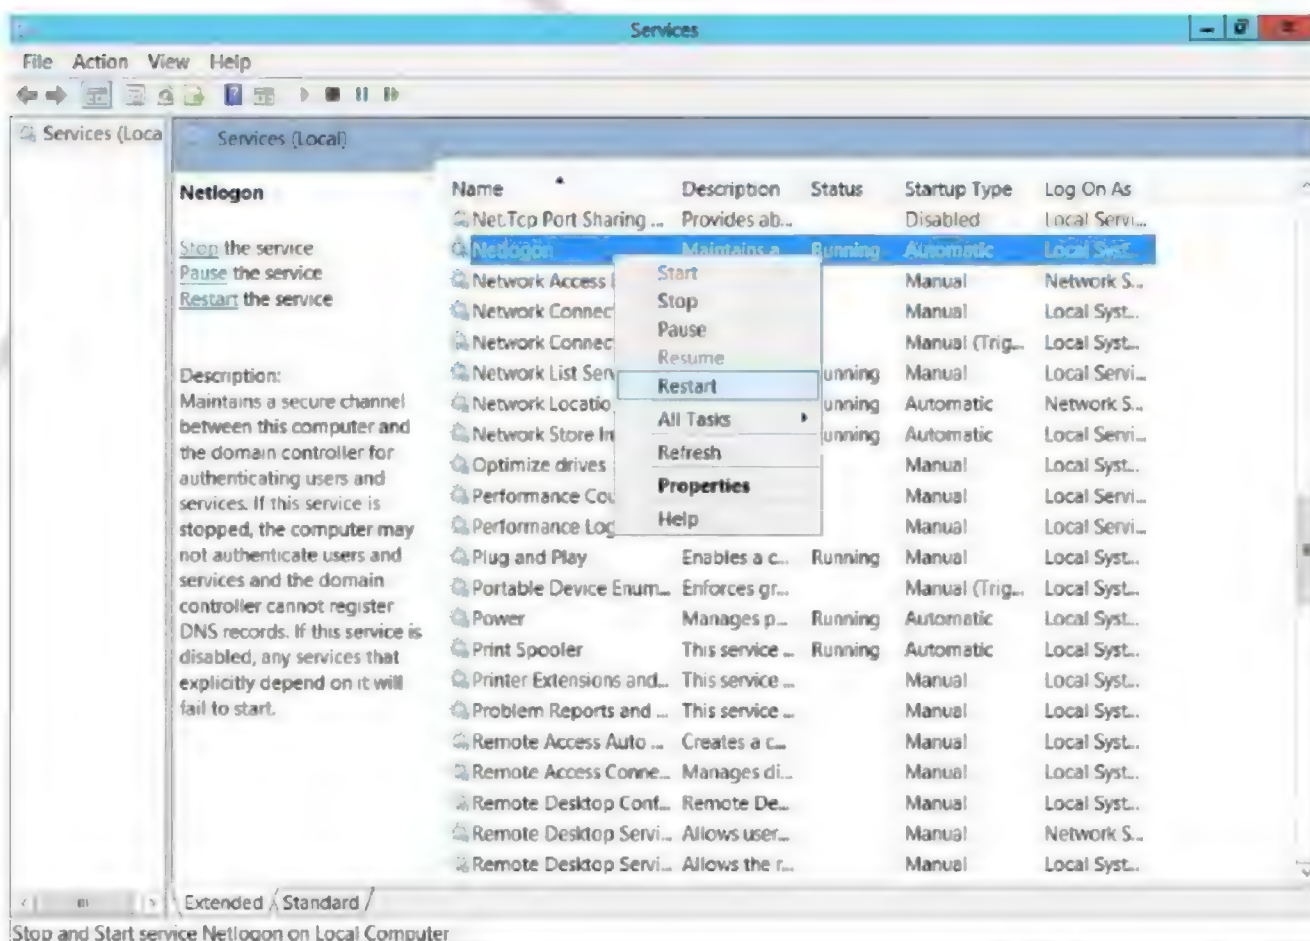 Services
File Action View Help
Services (Loca
Services (Local)
Netlogon
Stop the service
Pause the service
Restart the service
Description:
Maintains a secure channel
between this computer and
the domain controller for
authenticating users and
services. If this service is
stopped, the computer may
not authenticate users and
services and the domain
controller cannot register
DNS records. If this service is
disabled, any services that
explicitly depend on it will
fail to start.
Name Description Status Startup Type Log On As
Net.Tcp Port Sharing ... Provides ab... Disabled Local Servi...
Netlogon Maintains a Running Automatic Local Syst...
Network Access Manual Network S...
Network Connec Manual Local Syst...
Network Connec Manual (Trig... Local Syst...
Network List Serv unning Manual Local Servi...
Network Locatio unning Automatic Network S...
Network Store In unning Automatic Local Servi...
Optimize drives Manual Local Syst...
Performance Cou Manual Local Servi...
Performance Log Manual Local Servi...
Plug and Play Enables a c... Running Manual Local Syst...
Portable Device Enum... Enforces gr... Manual (Trig... Local Syst...
Power Manages p... Running Automatic Local Syst...
Print Spooler This service ... Running Automatic Local Syst...
Printer Extensions and... This service ... Manual Local Syst...
Problem Reports and ... This service ... Manual Local Syst...
Remote Access Auto ... Creates a c... Manual Local Syst...
Remote Access Conne... Manages di... Manual Local Syst...
Remote Desktop Conf... Remote De... Manual Local Syst...
Remote Desktop Servi... Allows user... Manual Network S...
Remote Desktop Servi... Allows the r... Manual Local Syst...
Start
Stop
Pause
Resume
Restart
All Tasks
Refresh
Properties
Help
Extended Standard
Stop and Start service Netlogon on Local Computer